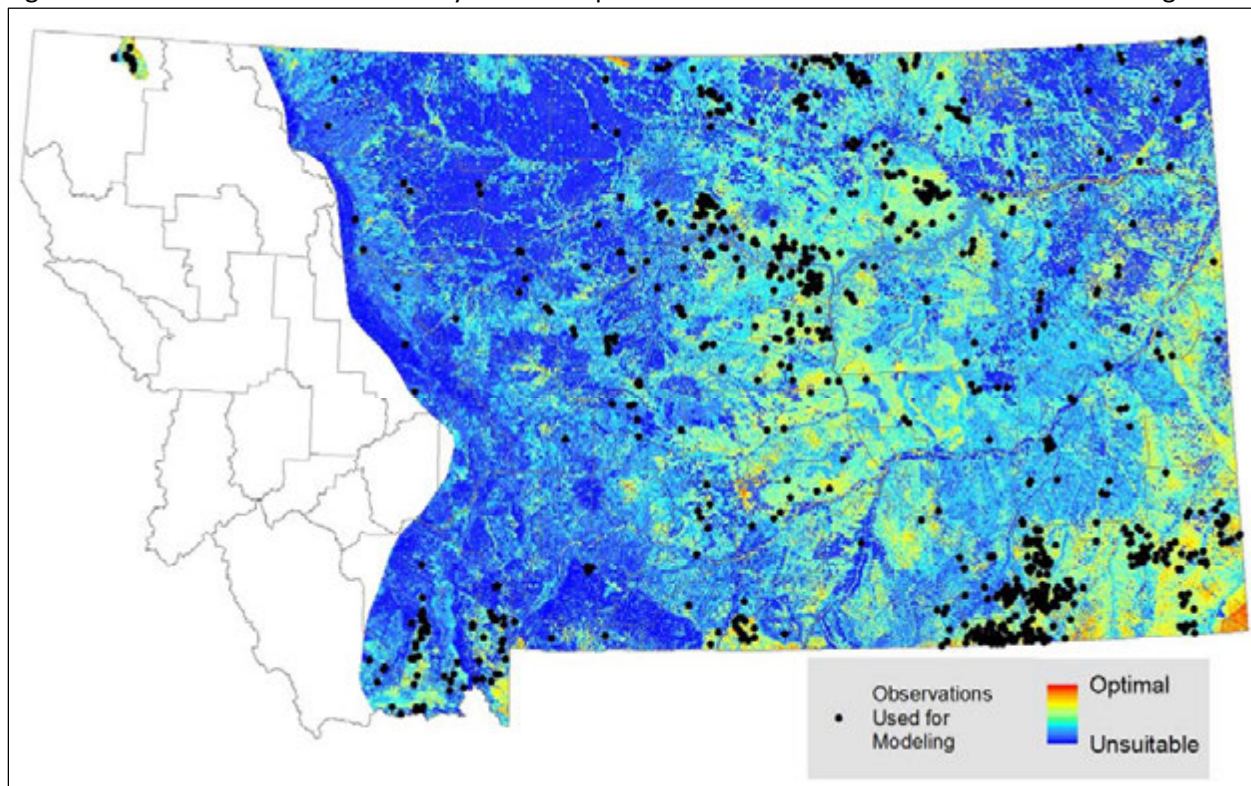 Observations
Used for
Modeling
Optimal
Unsuitable